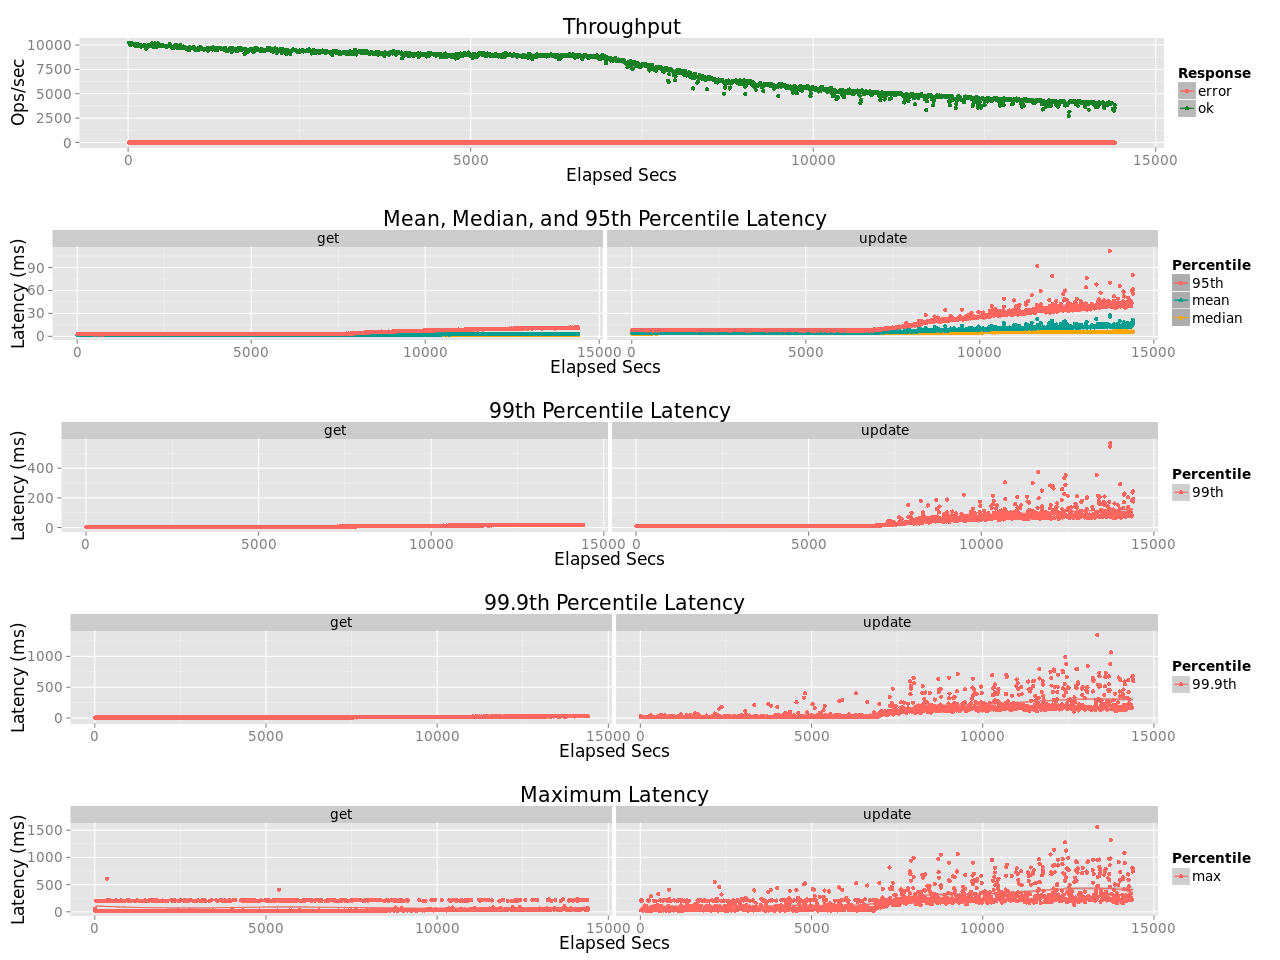 Throughput
Ops/sec
10000
7500
5000
2500
0
0 5000 10000 15000
Elapsed Secs
Response
error
ok
Mean, Median, and 95th Percentile Latency
get update
Latency (ms)
90
60
30
0
0 5000 10000 15000 0 5000 10000 15000
Elapsed Secs
Percentile
95th
mean
median
99th Percentile Latency
get update
Latency (ms)
400
200
0
0 5000 10000 15000 0 5000 10000 15000
Elapsed Secs
Percentile
99th
99.9th Percentile Latency
get update
Latency (ms)
1000
500
0
0 5000 10000 15000 0 5000 10000 15000
Elapsed Secs
Percentile
99.9th
Maximum Latency
get update
Latency (ms)
1500
1000
500
0
0 5000 10000 15000 0 5000 10000 15000
Elapsed Secs
Percentile
max